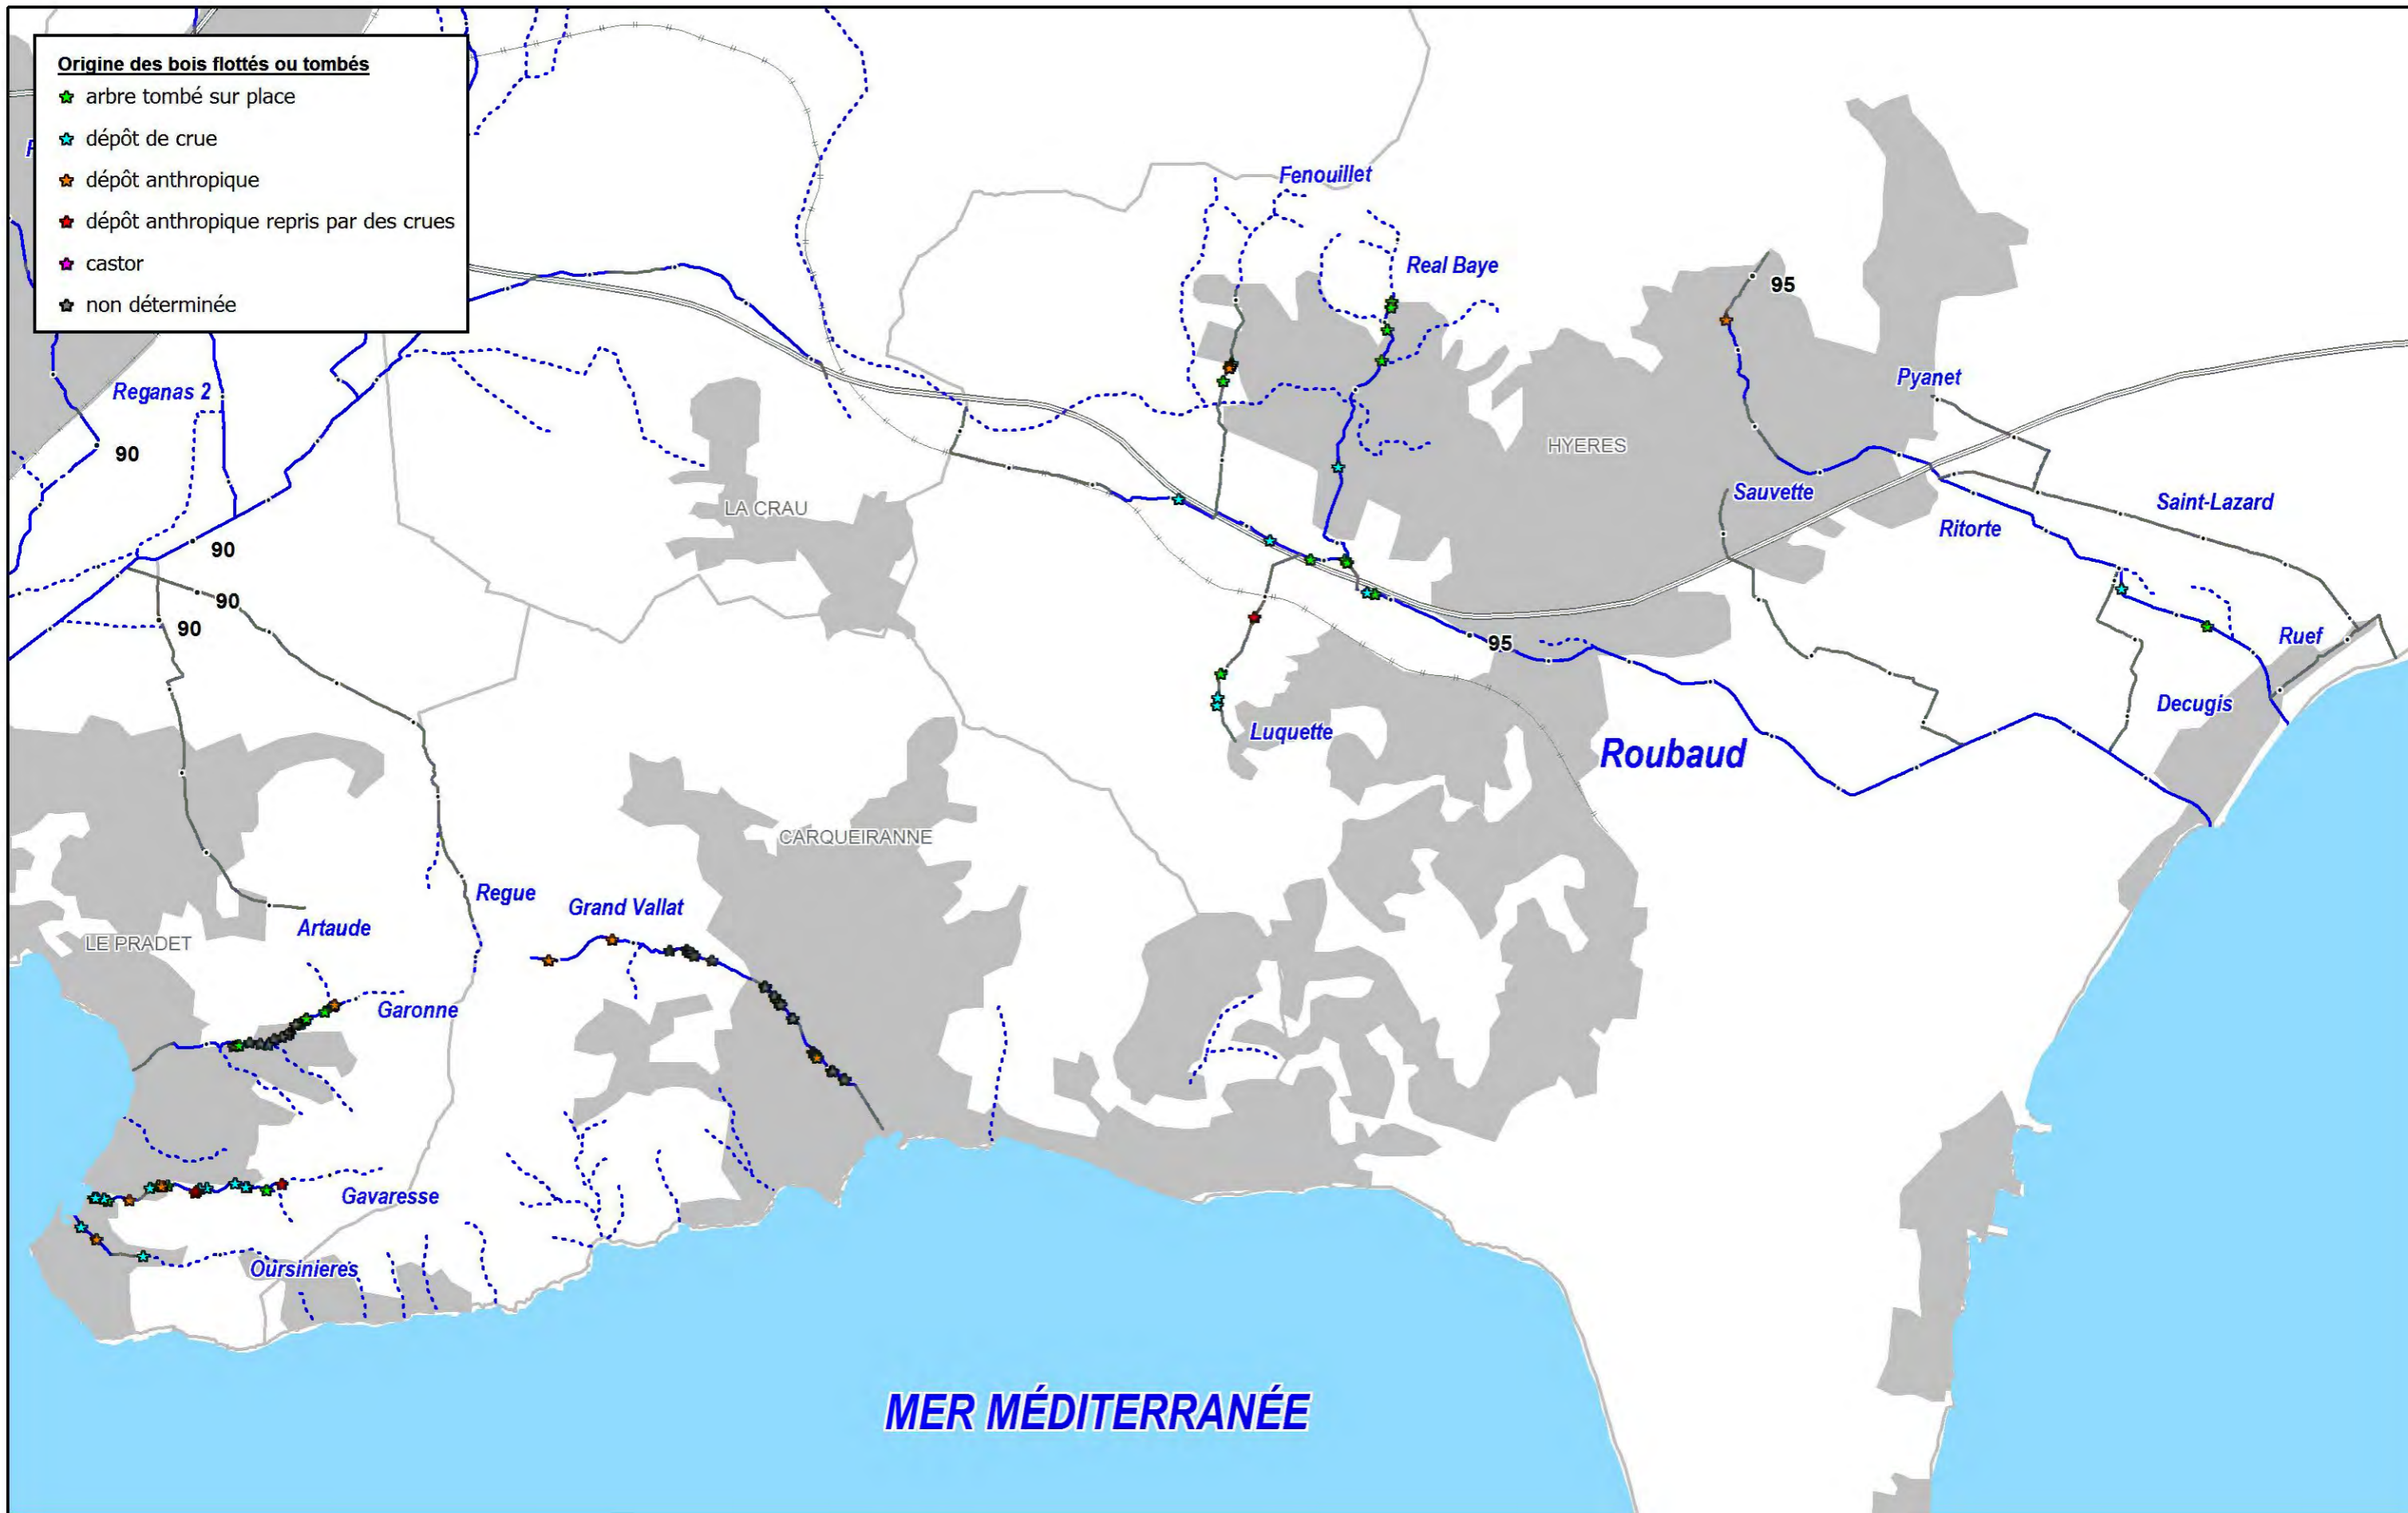 Origine des bois flottés ou tombés
arbre tombé sur place
dépôt de crue
dépôt anthropique
dépôt anthropique repris par des crues
castor
non déterminée
Fenouillet
Real Baye
95
Reganas 2
Pyanet
90
HYERES
Sauvette
Saint-Lazard
LA CRAU
Ritorte
90
90
90
95
Ruef
Luquette
Decugis
Roubaud
CARQUEIRANNE
Regue
Grand Vallat
Artaude
LE PRADET
Garonne
Gavaresse
Oursinieres
MER MÉDITERRANÉE